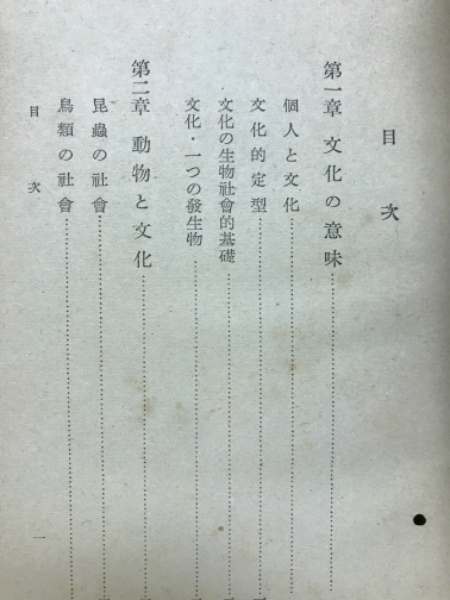 目次
第一章 文化の意味
個人と文化
文化的定型
文化の生物社會的基礎
文化・一つの發生物
第二章 動物と文化
昆蟲の社會
鳥類の社會
目次
一